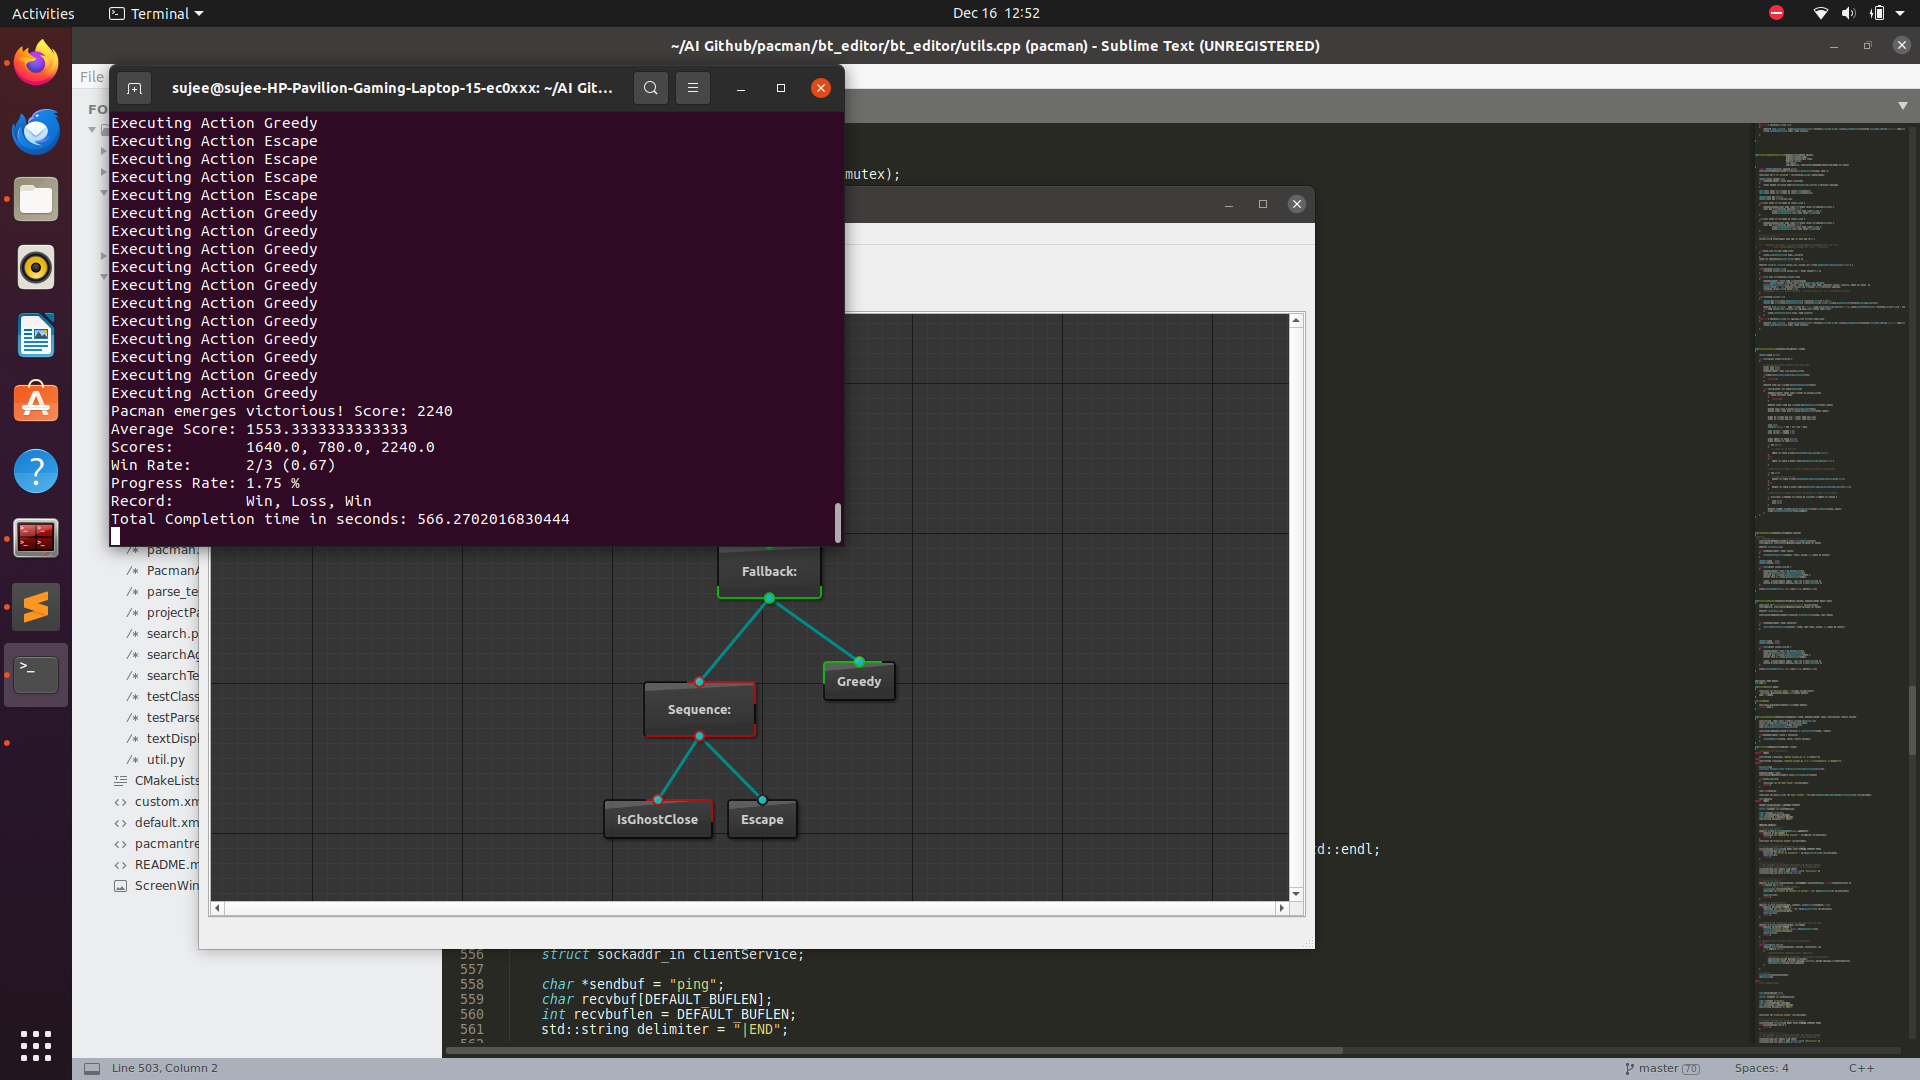 Activities
Terminal
Dec 16 12:52
~/AI Github/pacman/bt_editor/bt_editor/utils.cpp (pacman) - Sublime Text (UNREGISTERED)
File
FO
sujee@sujee-HP-Pavilion-Gaming-Laptop-15-ec0xxx: ~/AI Git...
Executing Action Greedy
Executing Action Escape
Executing Action Escape
Executing Action Escape
Executing Action Escape
Executing Action Greedy
Executing Action Greedy
Executing Action Greedy
Executing Action Greedy
Executing Action Greedy
Executing Action Greedy
Executing Action Greedy
Executing Action Greedy
Executing Action Greedy
Executing Action Greedy
Executing Action Greedy
Pacman emerges victorious! Score: 2240
Average Score: 1553.3333333333333
Scores:        1640.0, 780.0, 2240.0
Win Rate:      2/3 (0.67)
Progress Rate: 1.75 %
Record:        Win, Loss, Win
Total Completion time in seconds: 566.2702016830444
mutex);
/* pacman.
/* PacmanA
/* parse_te
/* projectPa
/* search.p
/* searchAg
/* searchTe
/* testClass
/* testParse
/* textDispl
/* util.py
CMakeLists
<> custom.xm
<> default.xm
<> pacmantre
<> README.m
ScreenWin
Fallback:
Greedy
Sequence:
IsGhostClose
Escape
td::endl;
556 struct sockaddr_in clientService;
557
558 char *sendbuf = "ping";
559 char recvbuf[DEFAULT_BUFLEN];
560 int recvbuflen = DEFAULT_BUFLEN;
561 std::string delimiter = "|END";
562
Line 503, Column 2
master 70
Spaces: 4
C++